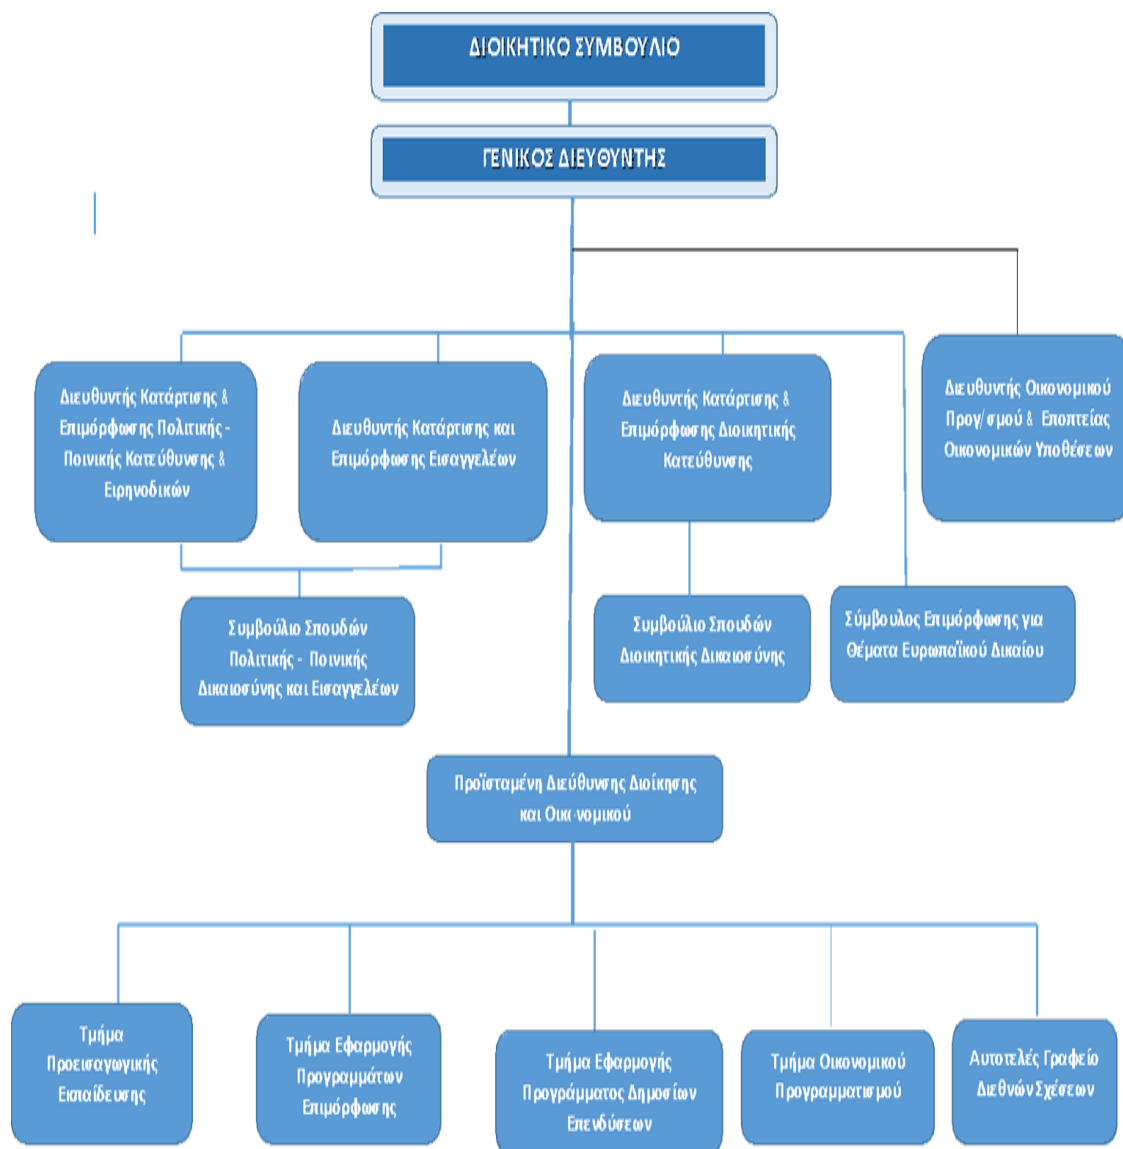 ΔΙΟΙΚΗΤΙΚΟ ΣΥΜΒΟΥΛΙΟ
ΓΕΝΙΚΟΣ ΔΙΕΥΘΥΝΤΗΣ
Διευθυντής Κατάρτισης &
Επιμόρφωσης Πολιτικής -
Ποινικής Κατεύθυνσης &
Ειρηνοδικών
Διευθυντής Κατάρτισης και
Επιμόρφωσης Εισαγγελέων
Διευθυντής Κατάρτισης &
Επιμόρφωσης Διοικητικής
Κατεύθυνσης
Διευθυντής Οικονομικού
Προγ/σμού & Εποπτείας
Οικονομικών Υποθέσεων
Συμβούλιο Σπουδών
Πολιτικής - Ποινικής
Δικαιοσύνης και Εισαγγελέων
Συμβούλιο Σπουδών
Διοικητικής Δικαιοσύνης
Σύμβουλος Επιμόρφωσης για
Θέματα Ευρωπαϊκού Δικαίου
Προϊσταμένη Διεύθυνσης Διοίκησης
και Οικονομικού
Τμήμα
Προεισαγωγικής
Εκπαίδευσης
Τμήμα Εφαρμογής
Προγραμμάτων
Επιμόρφωσης
Τμήμα Εφαρμογής
Προγράμματος Δημοσίων
Επενδύσεων
Τμήμα Οικονομικού
Προγραμματισμού
Αυτοτελές Γραφείο
Διεθνών Σχέσεων